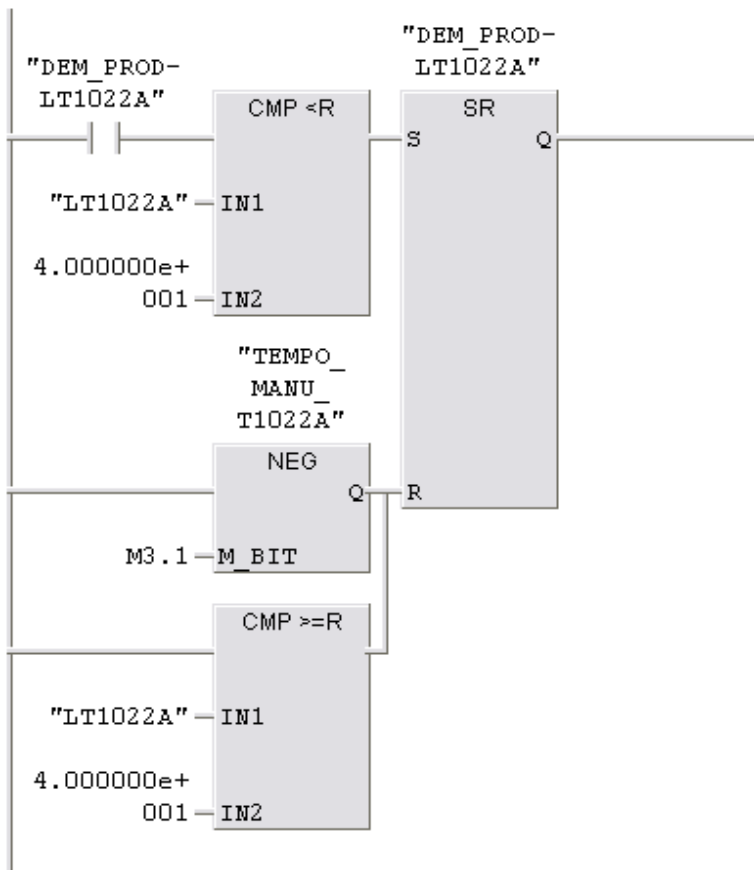 "DEM_PROD-
LT1022A"
"DEM_PROD-
LT1022A"
CMP <R
SR
S
Q
"LT1022A"
IN1
4.000000e+
001
IN2
"TEMPO_
MANU_
T1022A"
NEG
Q
R
M3.1
M_BIT
CMP >=R
"LT1022A"
IN1
4.000000e+
001
IN2